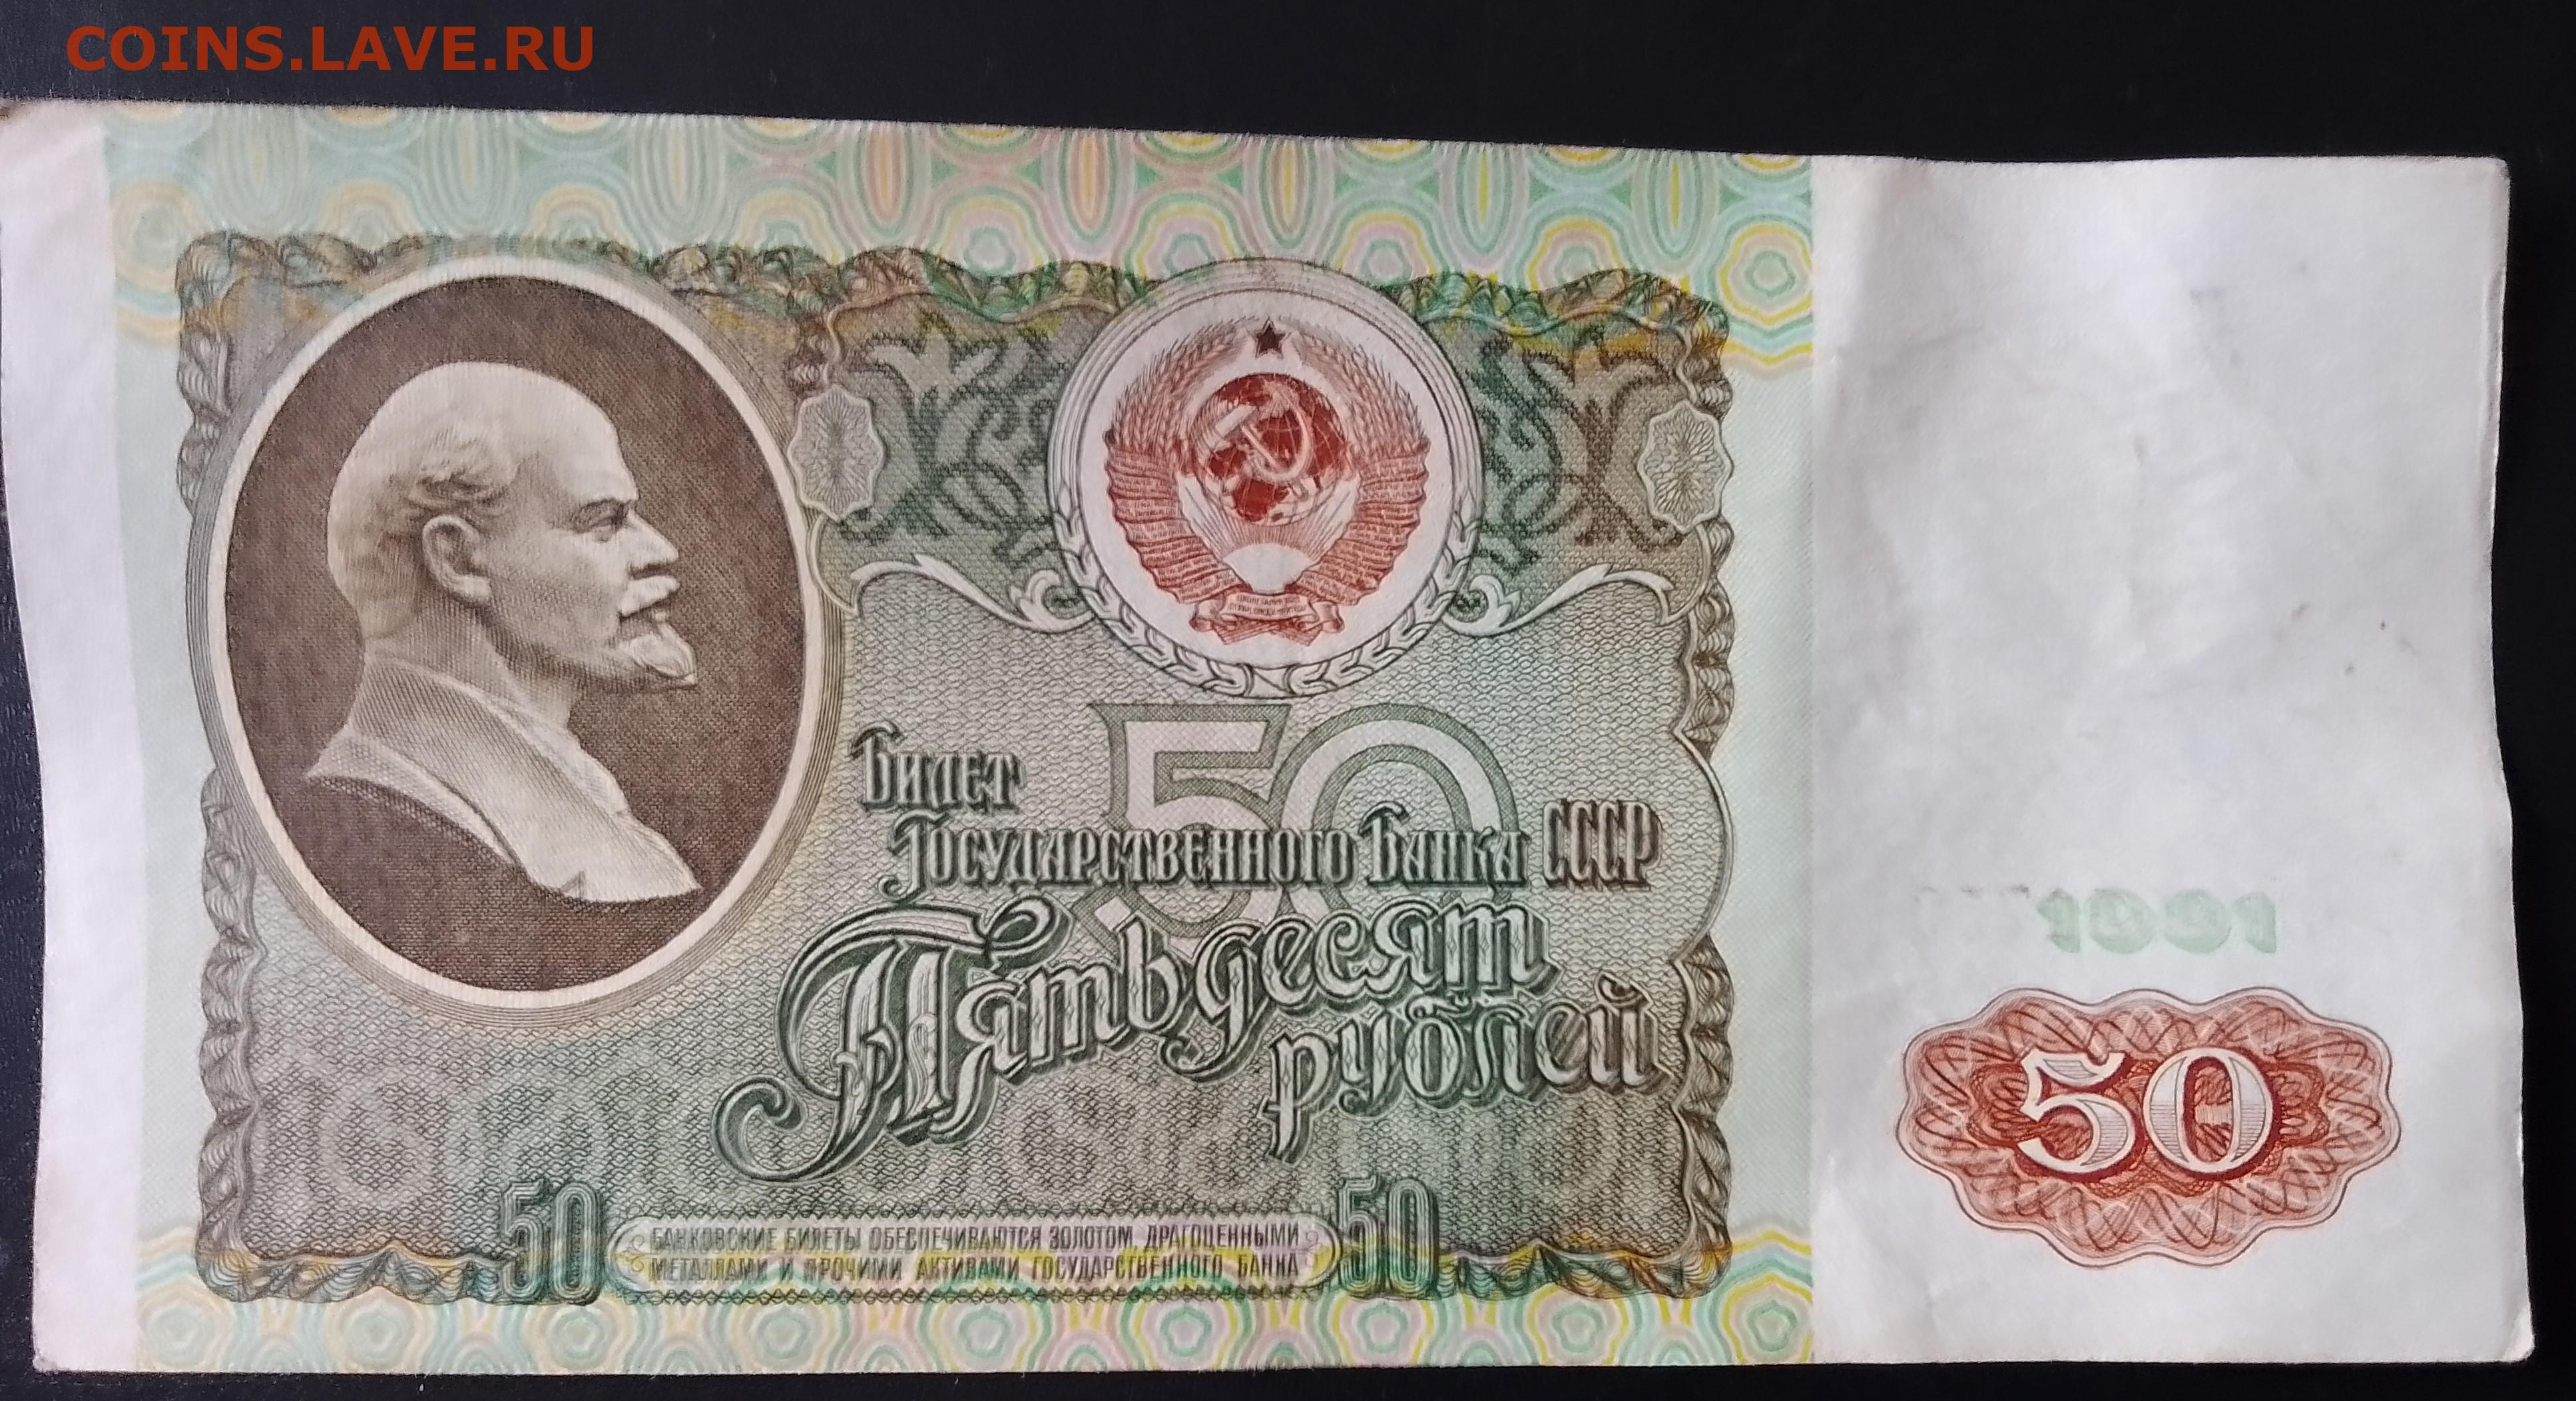 COINS.LAVE.RU
Билет
Государственного Банка СССР
50
Пятьдесят
рублей
50
БАНКОВСКИЕ БИЛЕТЫ ОБЕСПЕЧИВАЮТСЯ ЗОЛОТОМ, ДРАГОЦЕННЫМИ
МЕТАЛЛАМИ И ПРОЧИМИ АКТИВАМИ ГОСУДАРСТВЕННОГО БАНКА
50
1991
50